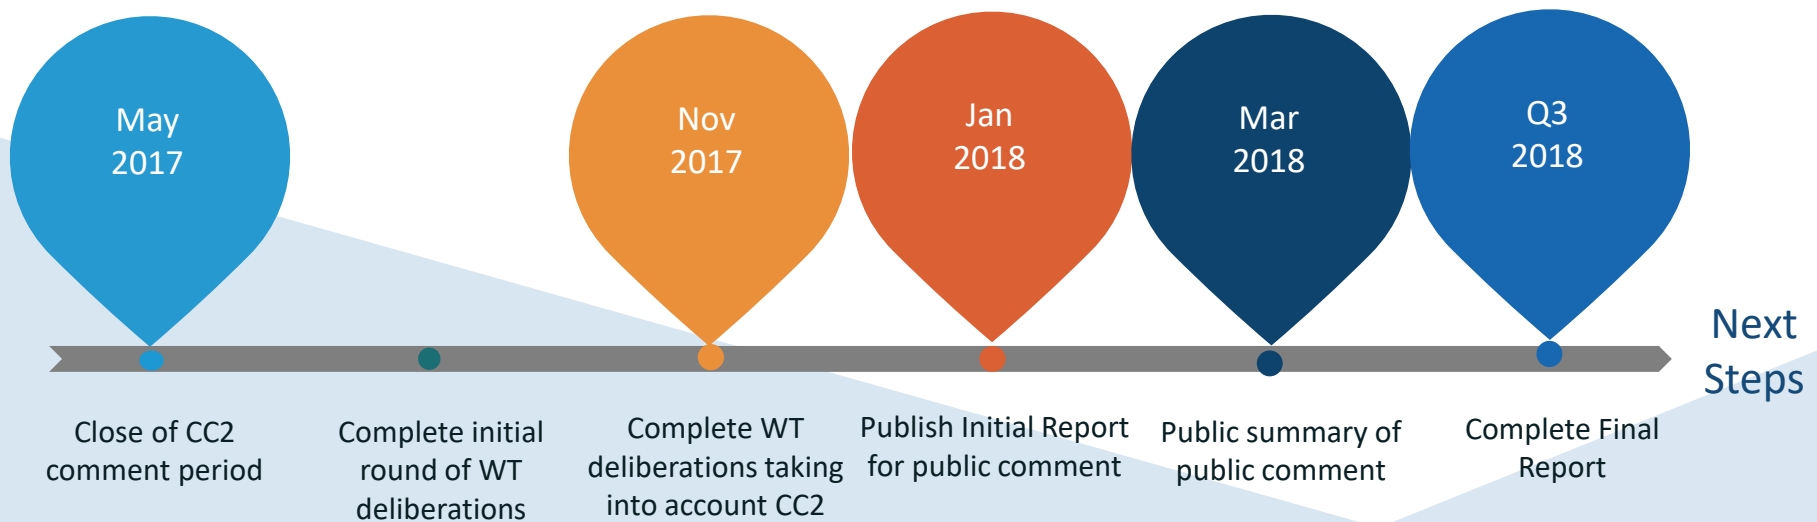 May
2017
Nov
2017
Jan
2018
Mar
2018
Q3
2018
Next
Steps
Close of CC2
comment period
Complete initial
round of WT
deliberations
Complete WT
deliberations taking
into account CC2
Publish Initial Report
for public comment
Public summary of
public comment
Complete Final
Report